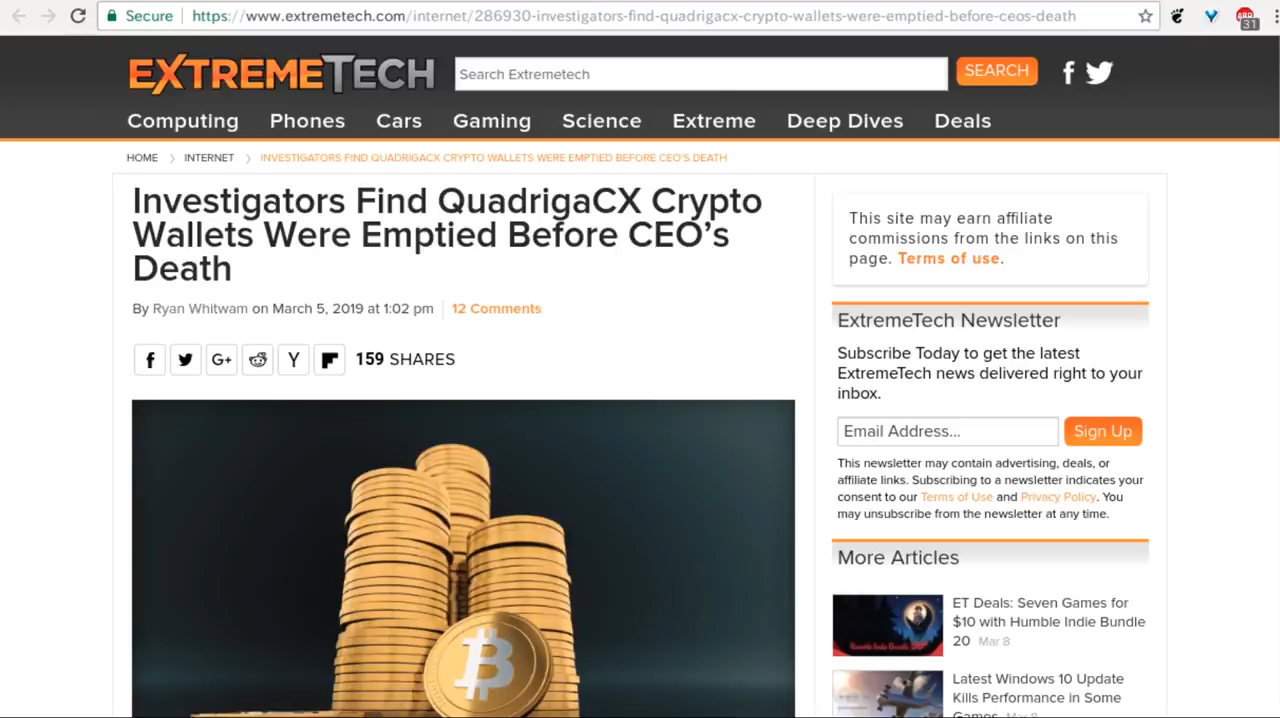 Secure
https://www.extremetech.com/internet/286930-investigators-find-quadrigacx-crypto-wallets-were-emptied-before-ceos-death
ABP
31
EXTREMETECH
Search Extremetech
SEARCH
Computing Phones Cars Gaming Science Extreme Deep Dives Deals
HOME INTERNET INVESTIGATORS FIND QUADRIGACX CRYPTO WALLETS WERE EMPTIED BEFORE CEO'S DEATH
Investigators Find QuadrigaCX Crypto
Wallets Were Emptied Before CEO’s
Death
By Ryan Whitwam on March 5, 2019 at 1:02 pm 12 Comments
G+ Y 159 SHARES
This site may earn affiliate
commissions from the links on this
page. Terms of use.
ExtremeTech Newsletter
Subscribe Today to get the latest
ExtremeTech news delivered right to your
inbox.
Email Address...
Sign Up
This newsletter may contain advertising, deals, or
affiliate links. Subscribing to a newsletter indicates your
consent to our Terms of Use and Privacy Policy. You
may unsubscribe from the newsletter at any time.
More Articles
ET Deals: Seven Games for
$10 with Humble Indie Bundle
20 Mar 8
Latest Windows 10 Update
Kills Performance in Some
Games Mar 8